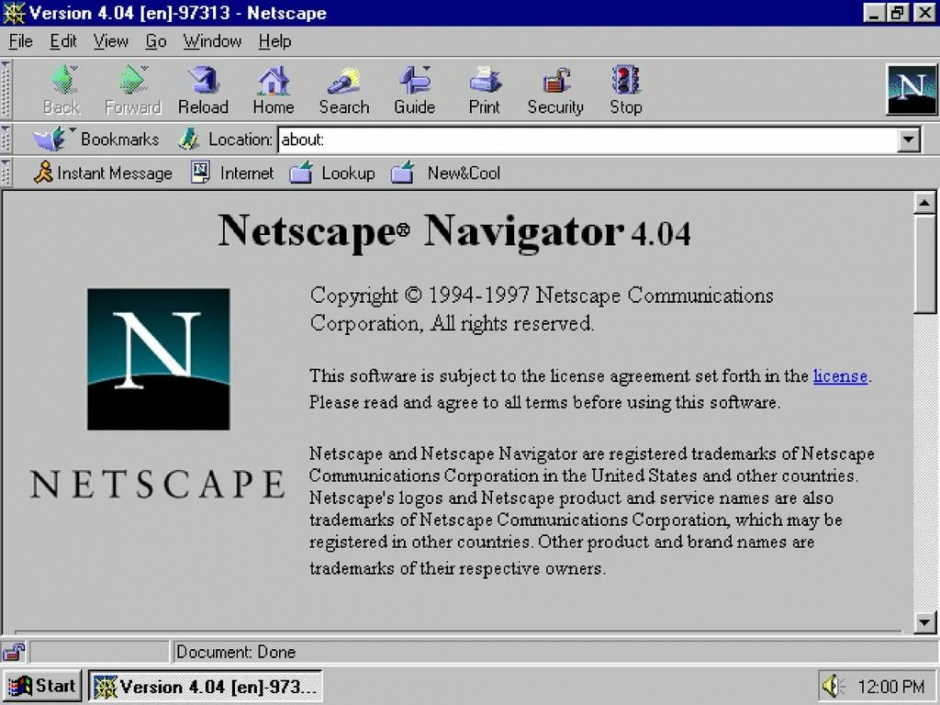 Version 4.04 [en]-97313 - Netscape
File Edit View Go Window Help
Back Forward Reload Home Search Guide Print Security Stop
N
Bookmarks Location: about:
Instant Message Internet Lookup New&Cool
Netscape® Navigator 4.04
Copyright © 1994-1997 Netscape Communications
Corporation, All rights reserved.
N
NETSCAPE
This software is subject to the license agreement set forth in the license.
Please read and agree to all terms before using this software.
Netscape and Netscape Navigator are registered trademarks of Netscape
Communications Corporation in the United States and other countries.
Netscape's logos and Netscape product and service names are also
trademarks of Netscape Communications Corporation, which may be
registered in other countries. Other product and brand names are
trademarks of their respective owners.
Document: Done
Start Version 4.04 [en]-973... 12:00 PM